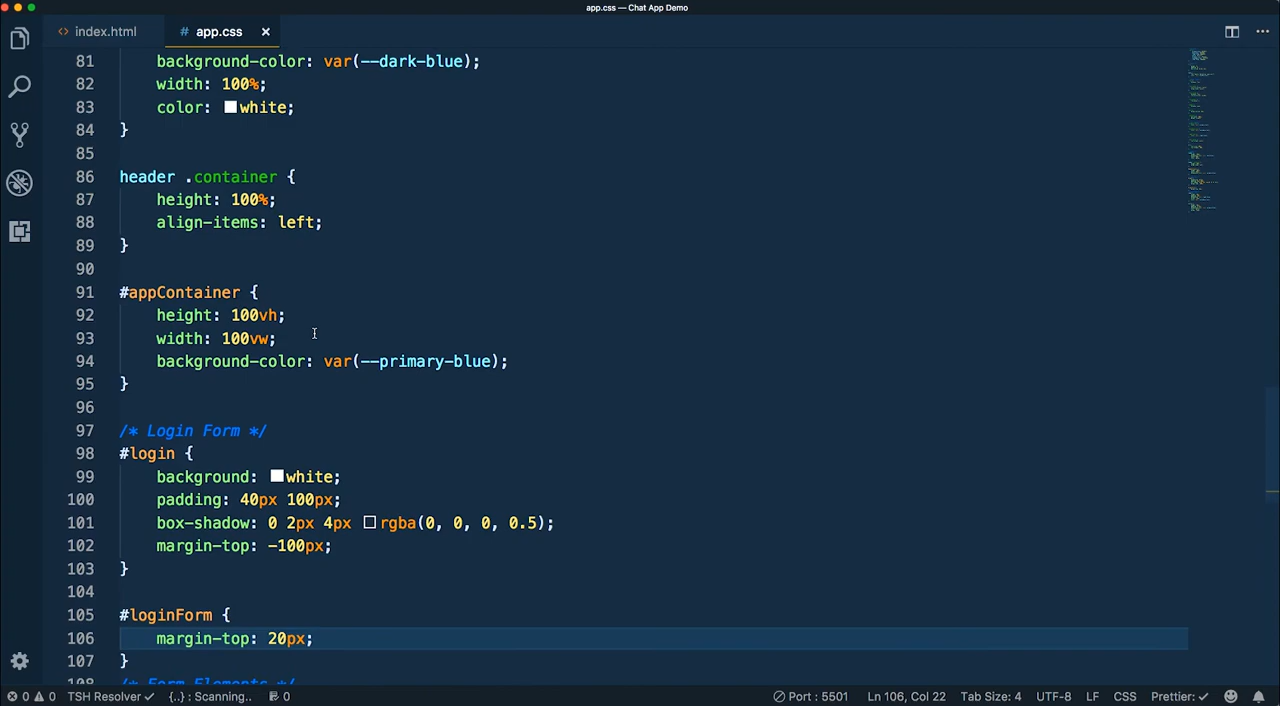 app.css — Chat App Demo
<> index.html
# app.css ×
81 background-color: var(--dark-blue);
82 width: 100%;
83 color: white;
84 }
85
86 header .container {
87 height: 100%;
88 align-items: left;
89 }
90
91 #appContainer {
92 height: 100vh;
93 width: 100vw;
94 background-color: var(--primary-blue);
95 }
96
97 /* Login Form */
98 #login {
99 background: white;
100 padding: 40px 100px;
101 box-shadow: 0 2px 4px rgba(0, 0, 0, 0.5);
102 margin-top: -100px;
103 }
104
105 #loginForm {
106 margin-top: 20px;
107 }
108 /* Form Elements */
0 0 TSH Resolver ✓ {..} : Scanning.. 0 Port : 5501 Ln 106, Col 22 Tab Size: 4 UTF-8 LF CSS Prettier: ✓